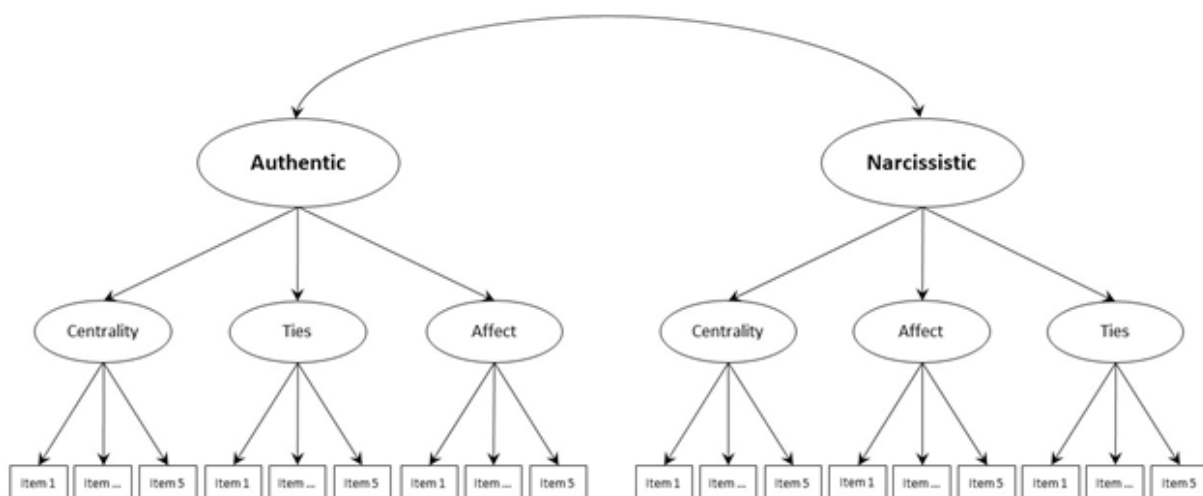 Authentic Narcissistic
Centrality Ties Affect Centrality Affect Ties
Item 1 Item ... Item 5 Item 1 Item ... Item 5 Item 1 Item ... Item 5 Item 1 Item ... Item 5 Item 1 Item ... Item 5 Item 1 Item ... Item 5